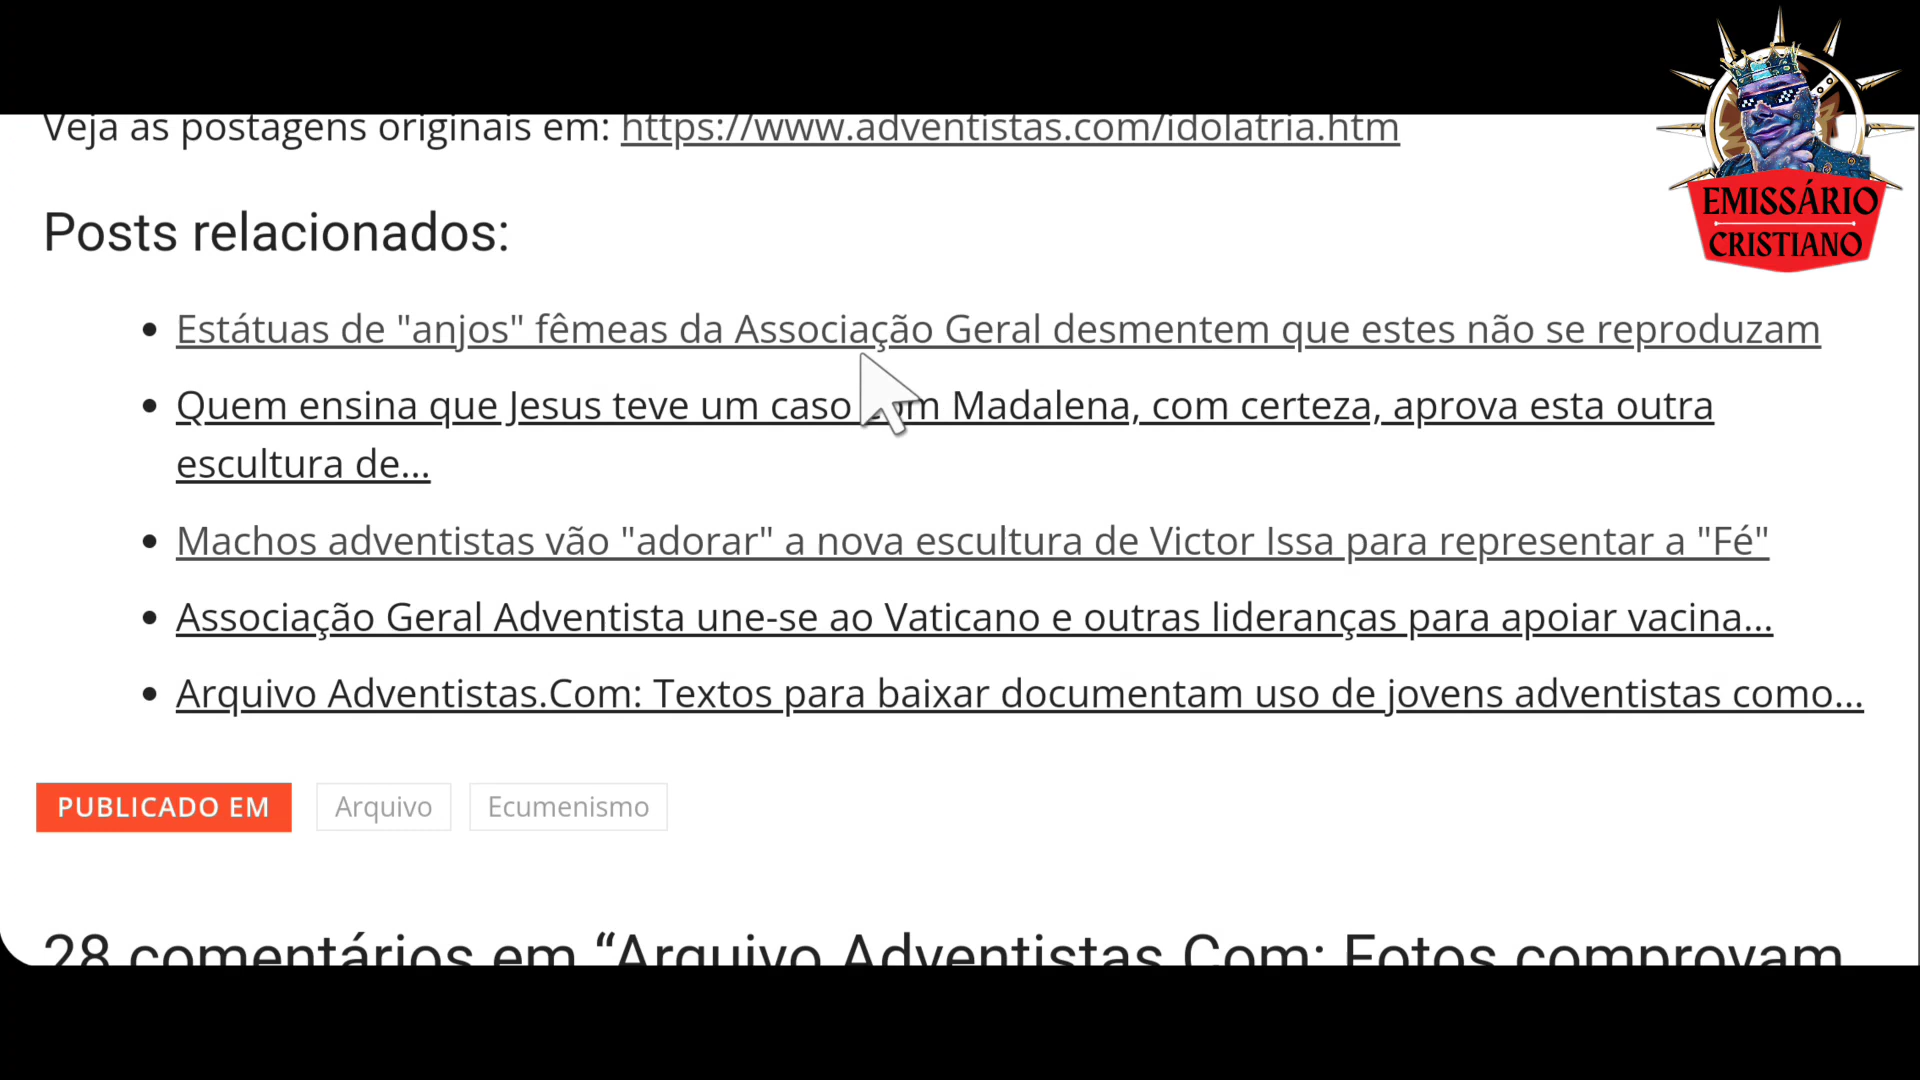 Veja as postagens originais em: https://www.adventistas.com/idolatria.htm
EMISSÁRIO
CRISTIANO
Posts relacionados:
Estátuas de "anjos" fêmeas da Associação Geral desmentem que estes não se reproduzam
Quem ensina que Jesus teve um caso com Madalena, com certeza, aprova esta outra
escultura de...
Machos adventistas vão "adorar" a nova escultura de Victor Issa para representar a "Fé"
Associação Geral Adventista une-se ao Vaticano e outras lideranças para apoiar vacina...
Arquivo Adventistas.Com: Textos para baixar documentam uso de jovens adventistas como...
PUBLICADO EM Arquivo Ecumenismo
28 comentários em “Arquivo Adventistas.Com: Fotos comprovam